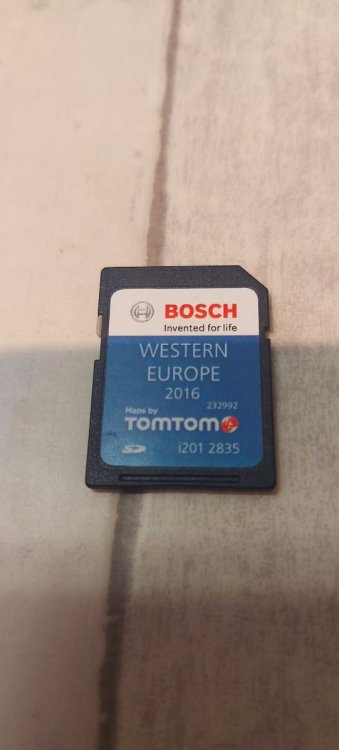 BOSCH
Invented for life
WESTERN
EUROPE
2016
232992
Maps by
TOMTOM
SD i201 2835